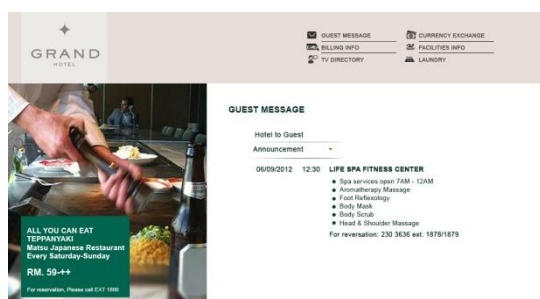 GRAND
HOTEL
GUEST MESSAGE
CURRENCY EXCHANGE
BILLING INFO
FACILITIES INFO
TV DIRECTORY
LAUNDRY
GUEST MESSAGE
Hotel to Guest
Announcement
06/09/2012 12:30 LIFE SPA FITNESS CENTER
Spa services open 7AM - 12AM
Aromatherapy Massage
Foot Reflexology
Body Mask
Body Scrub
Head & Shoulder Massage
For reversation: 230 3636 ext. 1878/1879
ALL YOU CAN EAT
TEPPANYAKI
Matsu Japanese Restaurant
Every Saturday-Sunday
RM. 59-++
For reservation, Please call EXT 1886